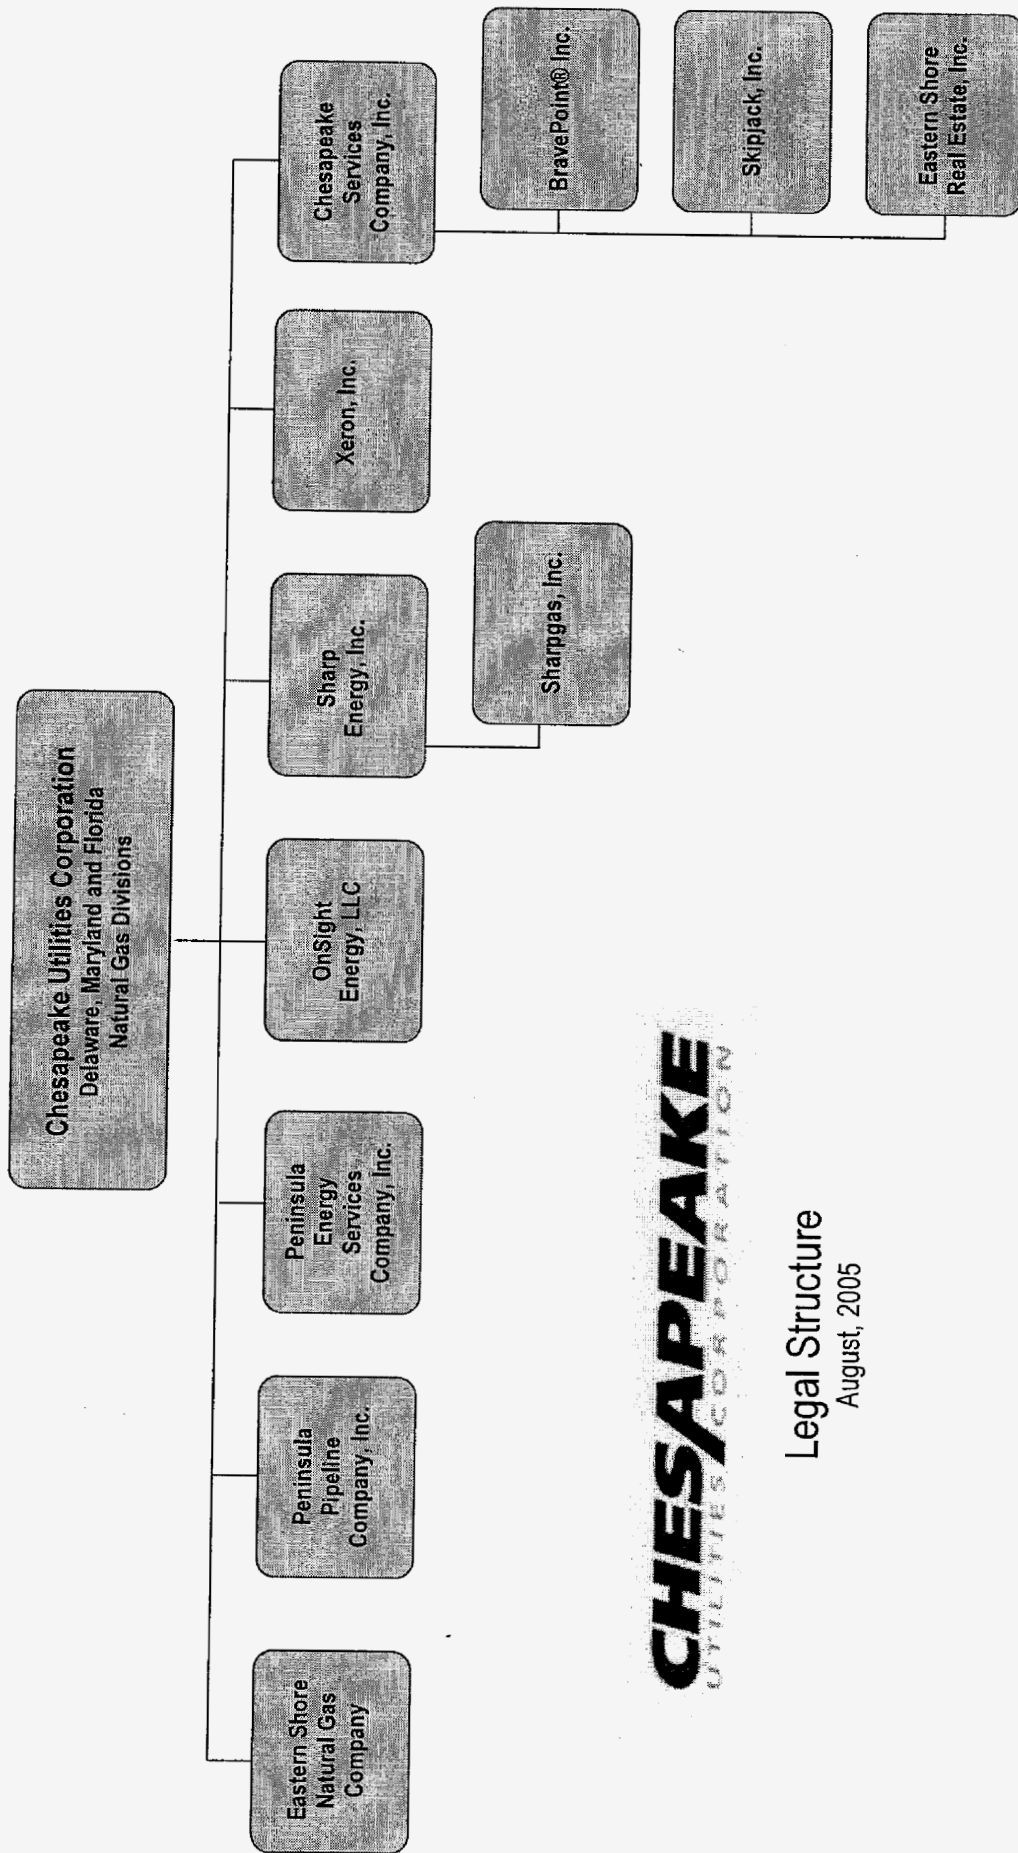 Chesapeake Utilities Corporation
Delaware, Maryland and Florida
Natural Gas Divisions
Eastern Shore
Natural Gas
Company
Peninsula
Pipeline
Company, Inc.
Peninsula
Energy
Services
Company, Inc.
OnSight
Energy, LLC
Sharp
Energy, Inc.
Xeron, Inc.
Chesapeake
Services
Company, Inc.
Sharpgas, Inc.
BravePoint® Inc.
Skipjack, Inc.
Eastern Shore
Real Estate, Inc.
CHESAPEAKE
UTILITIES CORPORATION
Legal Structure
August, 2005